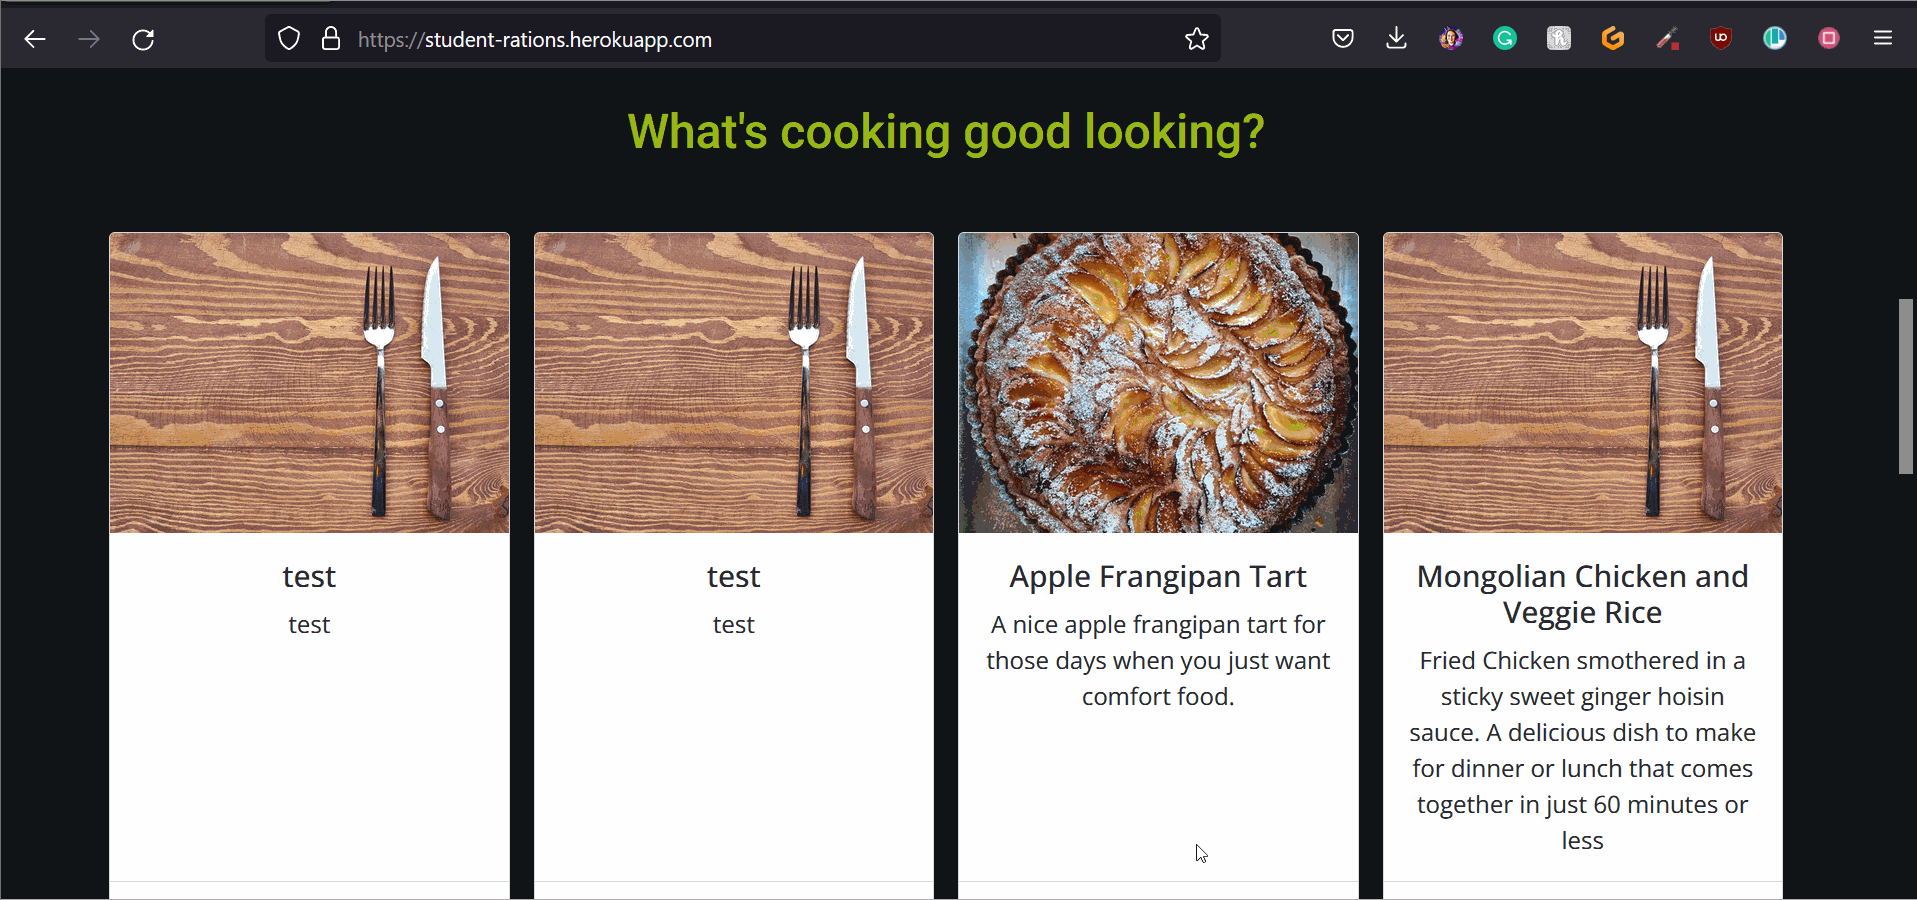 https://student-rations.herokuapp.com
What's cooking good looking?
test
test
test
test
Apple Frangipan Tart
A nice apple frangipan tart for
those days when you just want
comfort food.
Mongolian Chicken and
Veggie Rice
Fried Chicken smothered in a
sticky sweet ginger hoisin
sauce. A delicious dish to make
for dinner or lunch that comes
together in just 60 minutes or
less